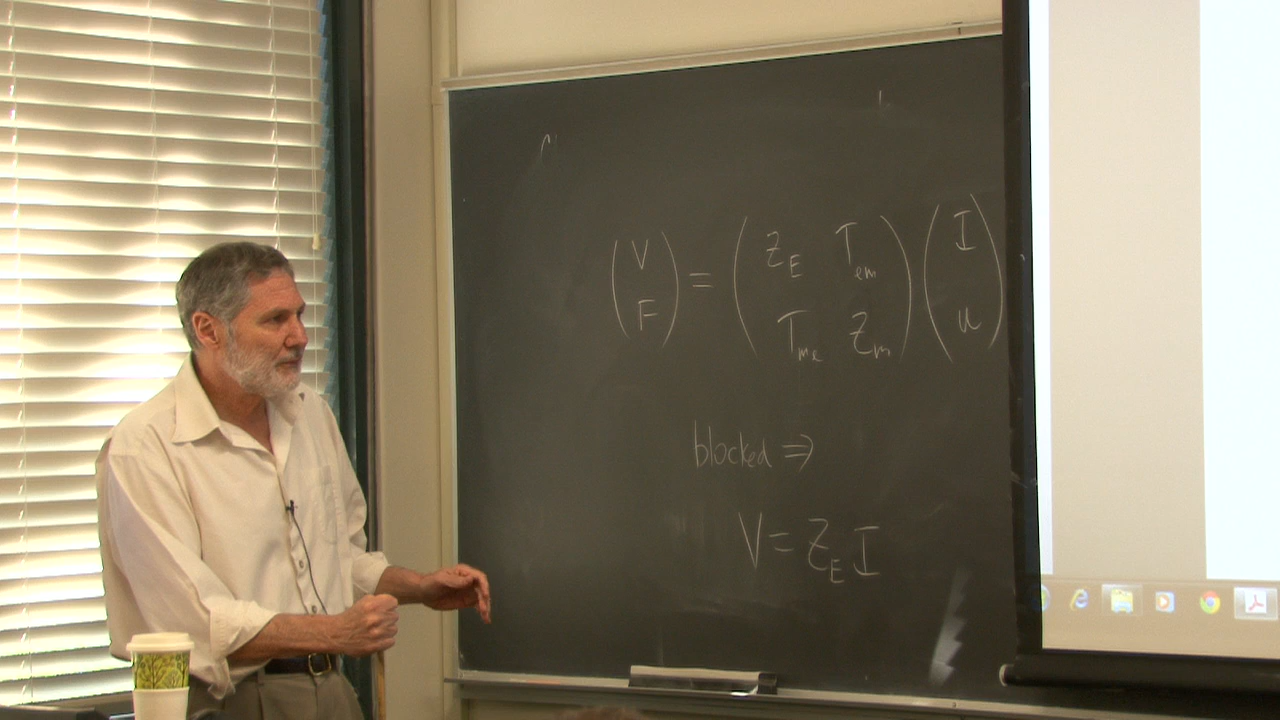 (V F) = (Z_E T_em T_me Z_m) (I u)
blocked ⇒
V = Z_E I